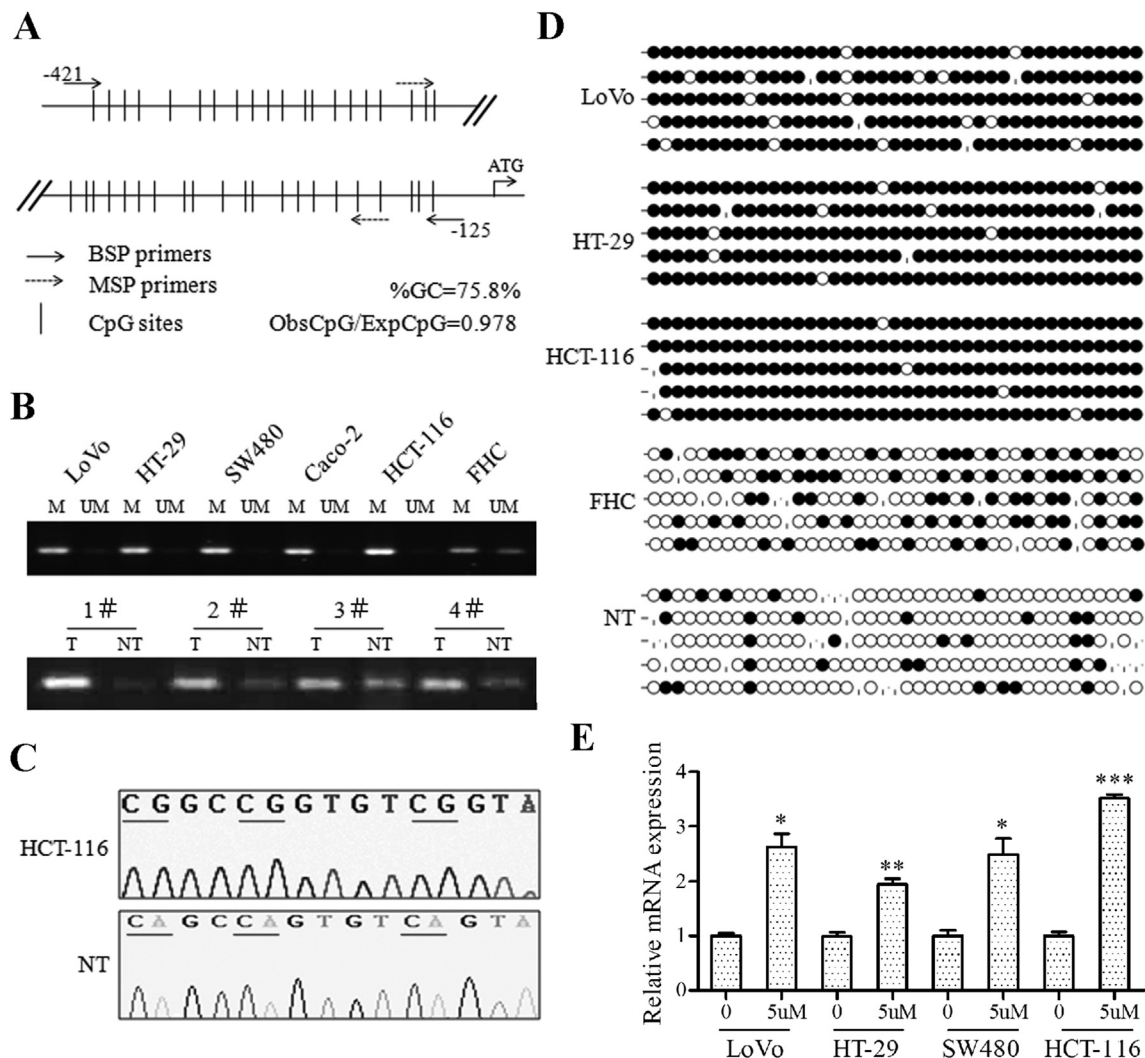 A
-421
ATG
-125
BSP primers
MSP primers
CpG sites
%GC=75.8%
ObsCpG/ExpCpG=0.978
B
LoVo HT-29 SW480 Caco-2 HCT-116 FHC
M UM M UM M UM M UM M UM M UM
1# 2# 3# 4#
T NT T NT T NT T NT
C
HCT-116
C G G C C G G T G T C G G T A
NT
C A G C C A G T G T C A G T A
D
LoVo
HT-29
HCT-116
FHC
NT
E
Relative mRNA expression
4
3
2
1
0
* ** * ***
0 5uM 0 5uM 0 5uM 0 5uM
LoVo HT-29 SW480 HCT-116